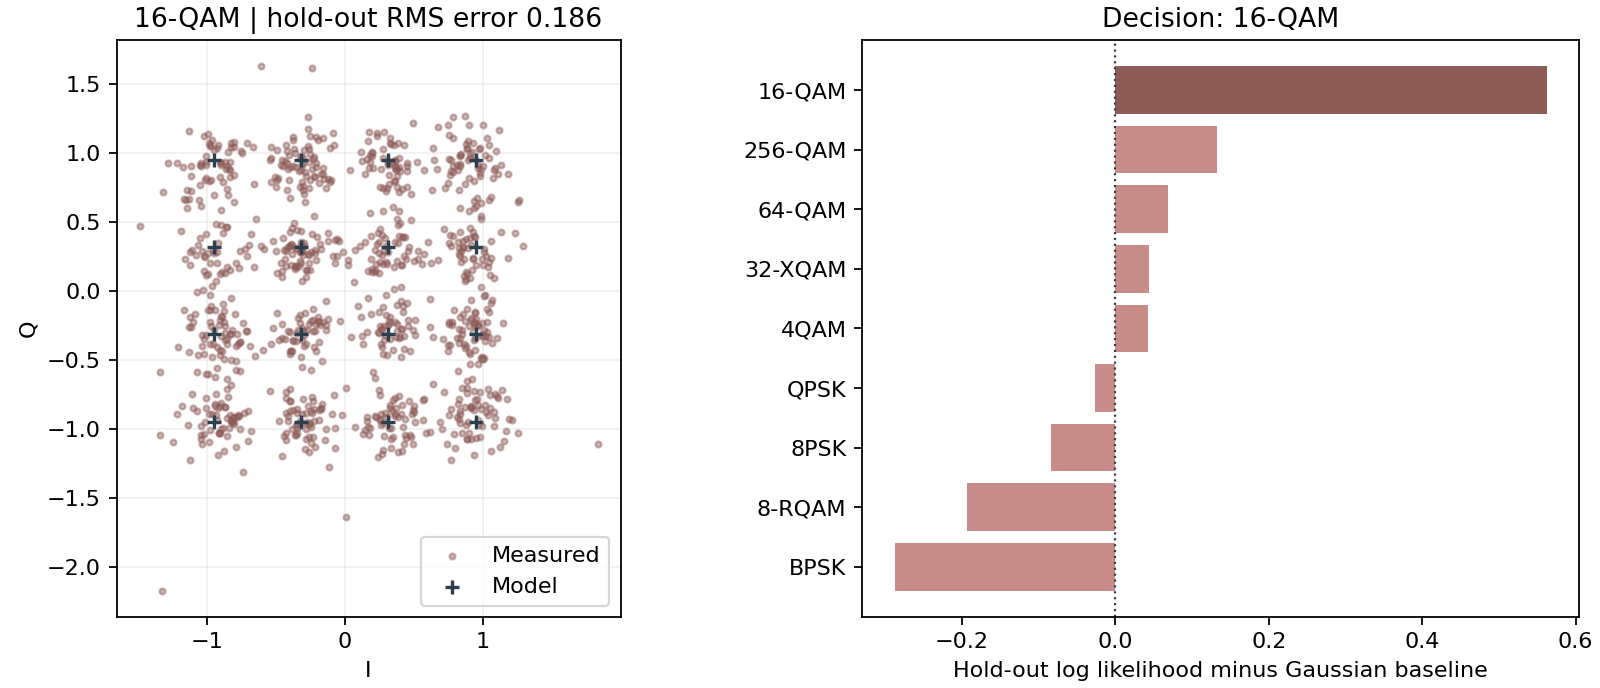 16-QAM | hold-out RMS error 0.186
1.5
1.0
0.5
0.0
−0.5
−1.0
−1.5
−2.0
Q
−1
0
1
I
Measured
Model
Decision: 16-QAM
16-QAM
256-QAM
64-QAM
32-XQAM
4QAM
QPSK
8PSK
8-RQAM
BPSK
−0.2
0.0
0.2
0.4
0.6
Hold-out log likelihood minus Gaussian baseline